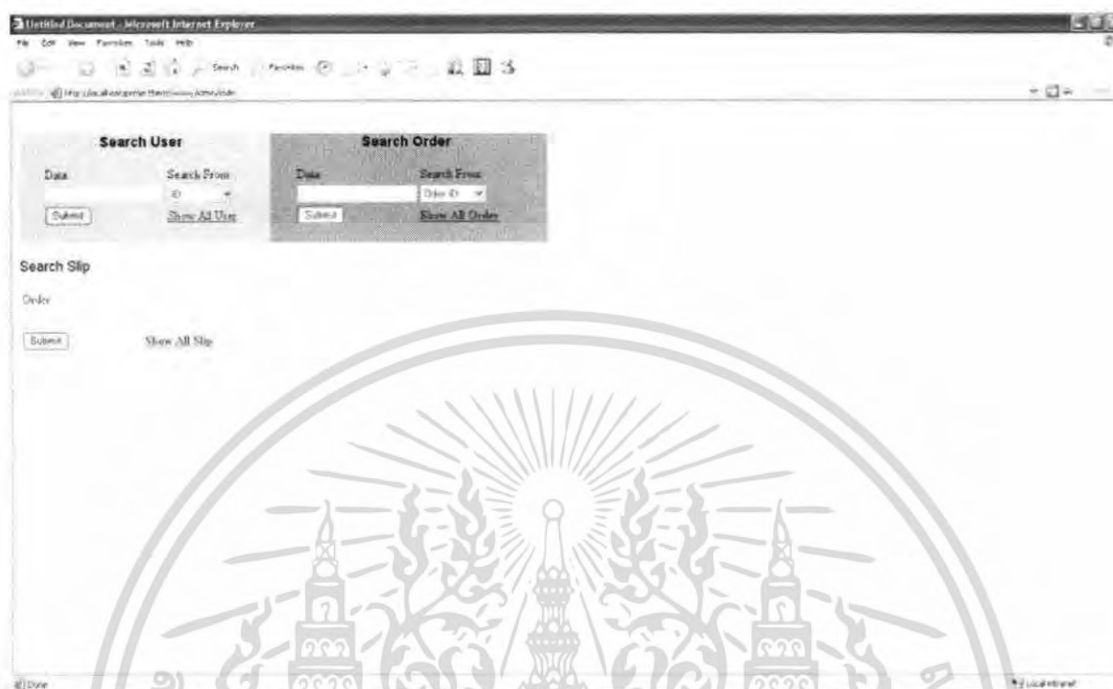 Untitled Document - Microsoft Internet Explorer
File Edit View Favorites Tools Help
Search Favorites
Search User Search Order
Data Search From Data Search From
ID Order ID
Submit Show All User Submit Show All Order
Search Slip
Order
Submit Show All Slip
Done Local intranet